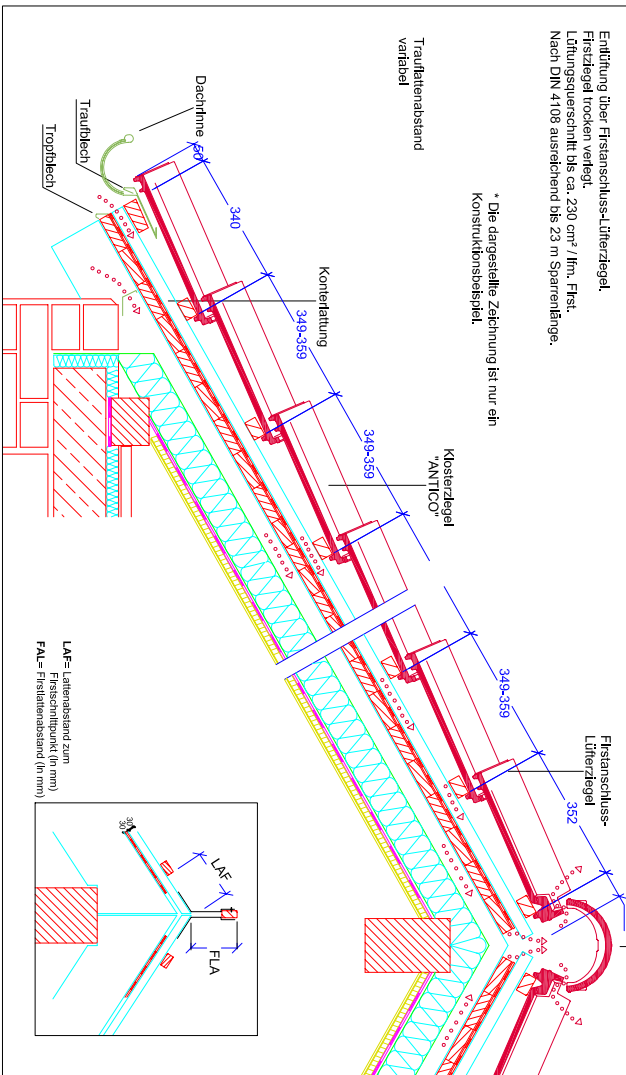 Entlüftung über Firstanschluss-Lüfterziegel.
Firstziegel trocken verlegt.
Lüftungsquerschnitt bis ca. 230 cm² / lfm. First.
Nach DIN 4108 ausreichend bis 23 m Sparrenlänge.
* Die dargestellte Zeichnung ist nur ein
Konstruktionsbeispiel.
Trauflattenabstand
variabel
Dachrinne
Traufblech
Tropfblech
50
340
349-359
349-359
349-359
352
Konterlattung
Klosterziegel
"ANTICO"
Firstanschluss-
Lüfterziegel
LAF= Lattenabstand zum
Firstschnittpunkt (in mm)
FAL= Firstlattenabstand (in mm)
30
30
LAF
FLA